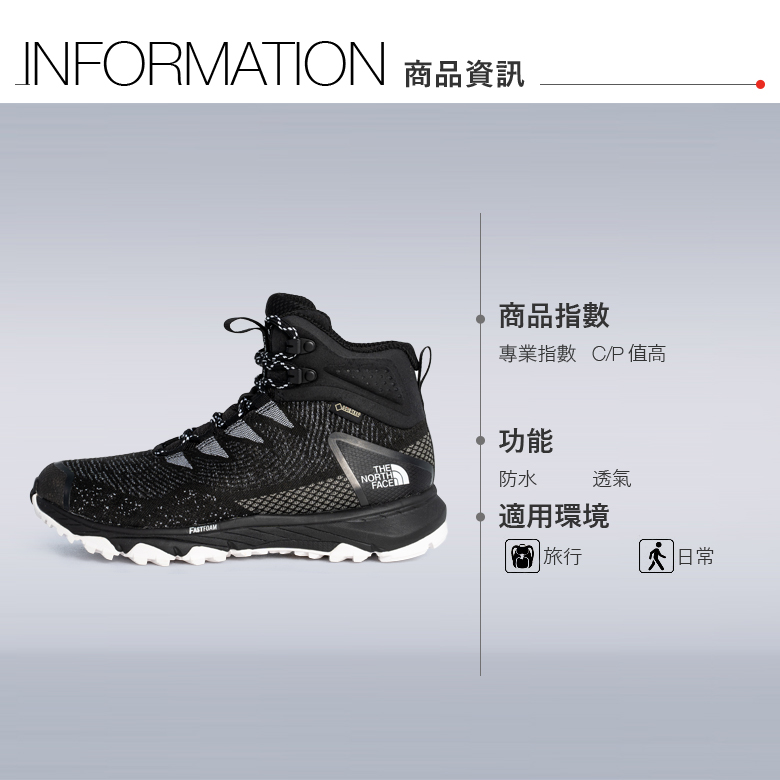 INFORMATION 商品資訊
商品指數
專業指數 C/P 值高
功能
防水 透氣
適用環境
旅行 日常
THE
NORTH
FACE
FASTFOAM